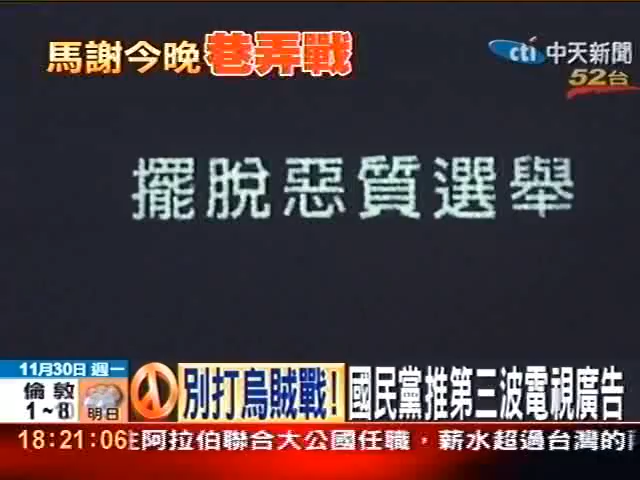 馬謝今晚巷弄戰
cti 中天新聞
52台
擺脫惡質選舉
11月30日 週一
倫敦
1~8
明日
別打烏賊戰!國民黨推第三波電視廣告
18:21:06 任阿拉伯聯合大公國任職，薪水超過台灣的